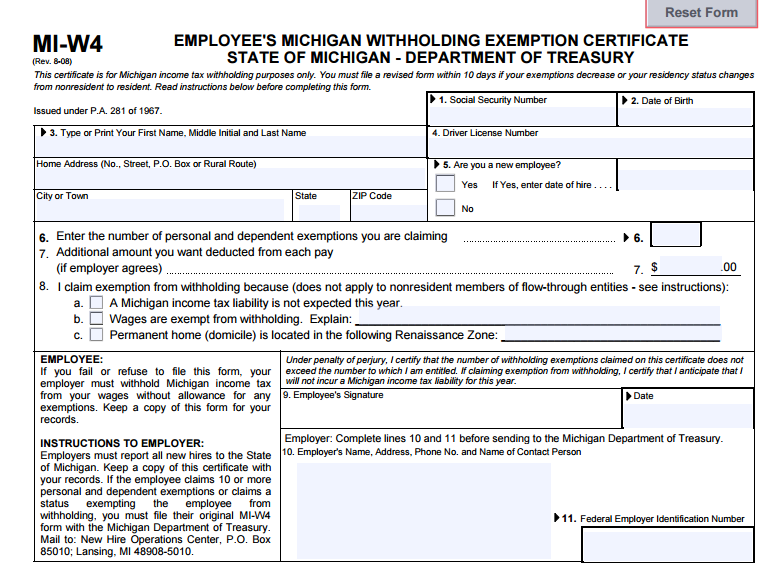 Reset Form
MI-W4
(Rev. 8-08)
EMPLOYEE'S MICHIGAN WITHHOLDING EXEMPTION CERTIFICATE
STATE OF MICHIGAN - DEPARTMENT OF TREASURY
This certificate is for Michigan income tax withholding purposes only. You must file a revised form within 10 days if your exemptions decrease or your residency status changes
from nonresident to resident. Read instructions below before completing this form.
Issued under P.A. 281 of 1967.
1. Social Security Number
2. Date of Birth
3. Type or Print Your First Name, Middle Initial and Last Name
4. Driver License Number
Home Address (No., Street, P.O. Box or Rural Route)
5. Are you a new employee?
Yes If Yes, enter date of hire . . . .
No
City or Town
State
ZIP Code
6. Enter the number of personal and dependent exemptions you are claiming 6.
7. Additional amount you want deducted from each pay
(if employer agrees) 7. $ .00
8. I claim exemption from withholding because (does not apply to nonresident members of flow-through entities - see instructions):
a. A Michigan income tax liability is not expected this year.
b. Wages are exempt from withholding. Explain:
c. Permanent home (domicile) is located in the following Renaissance Zone:
EMPLOYEE:
If you fail or refuse to file this form, your
employer must withhold Michigan income tax
from your wages without allowance for any
exemptions. Keep a copy of this form for your
records.
INSTRUCTIONS TO EMPLOYER:
Employers must report all new hires to the State
of Michigan. Keep a copy of this certificate with
your records. If the employee claims 10 or more
personal and dependent exemptions or claims a
status exempting the employee from
withholding, you must file their original MI-W4
form with the Michigan Department of Treasury.
Mail to: New Hire Operations Center, P.O. Box
85010; Lansing, MI 48908-5010.
Under penalty of perjury, I certify that the number of withholding exemptions claimed on this certificate does not
exceed the number to which I am entitled. If claiming exemption from withholding, I certify that I anticipate that I
will not incur a Michigan income tax liability for this year.
9. Employee's Signature
Date
Employer: Complete lines 10 and 11 before sending to the Michigan Department of Treasury.
10. Employer's Name, Address, Phone No. and Name of Contact Person
11. Federal Employer Identification Number